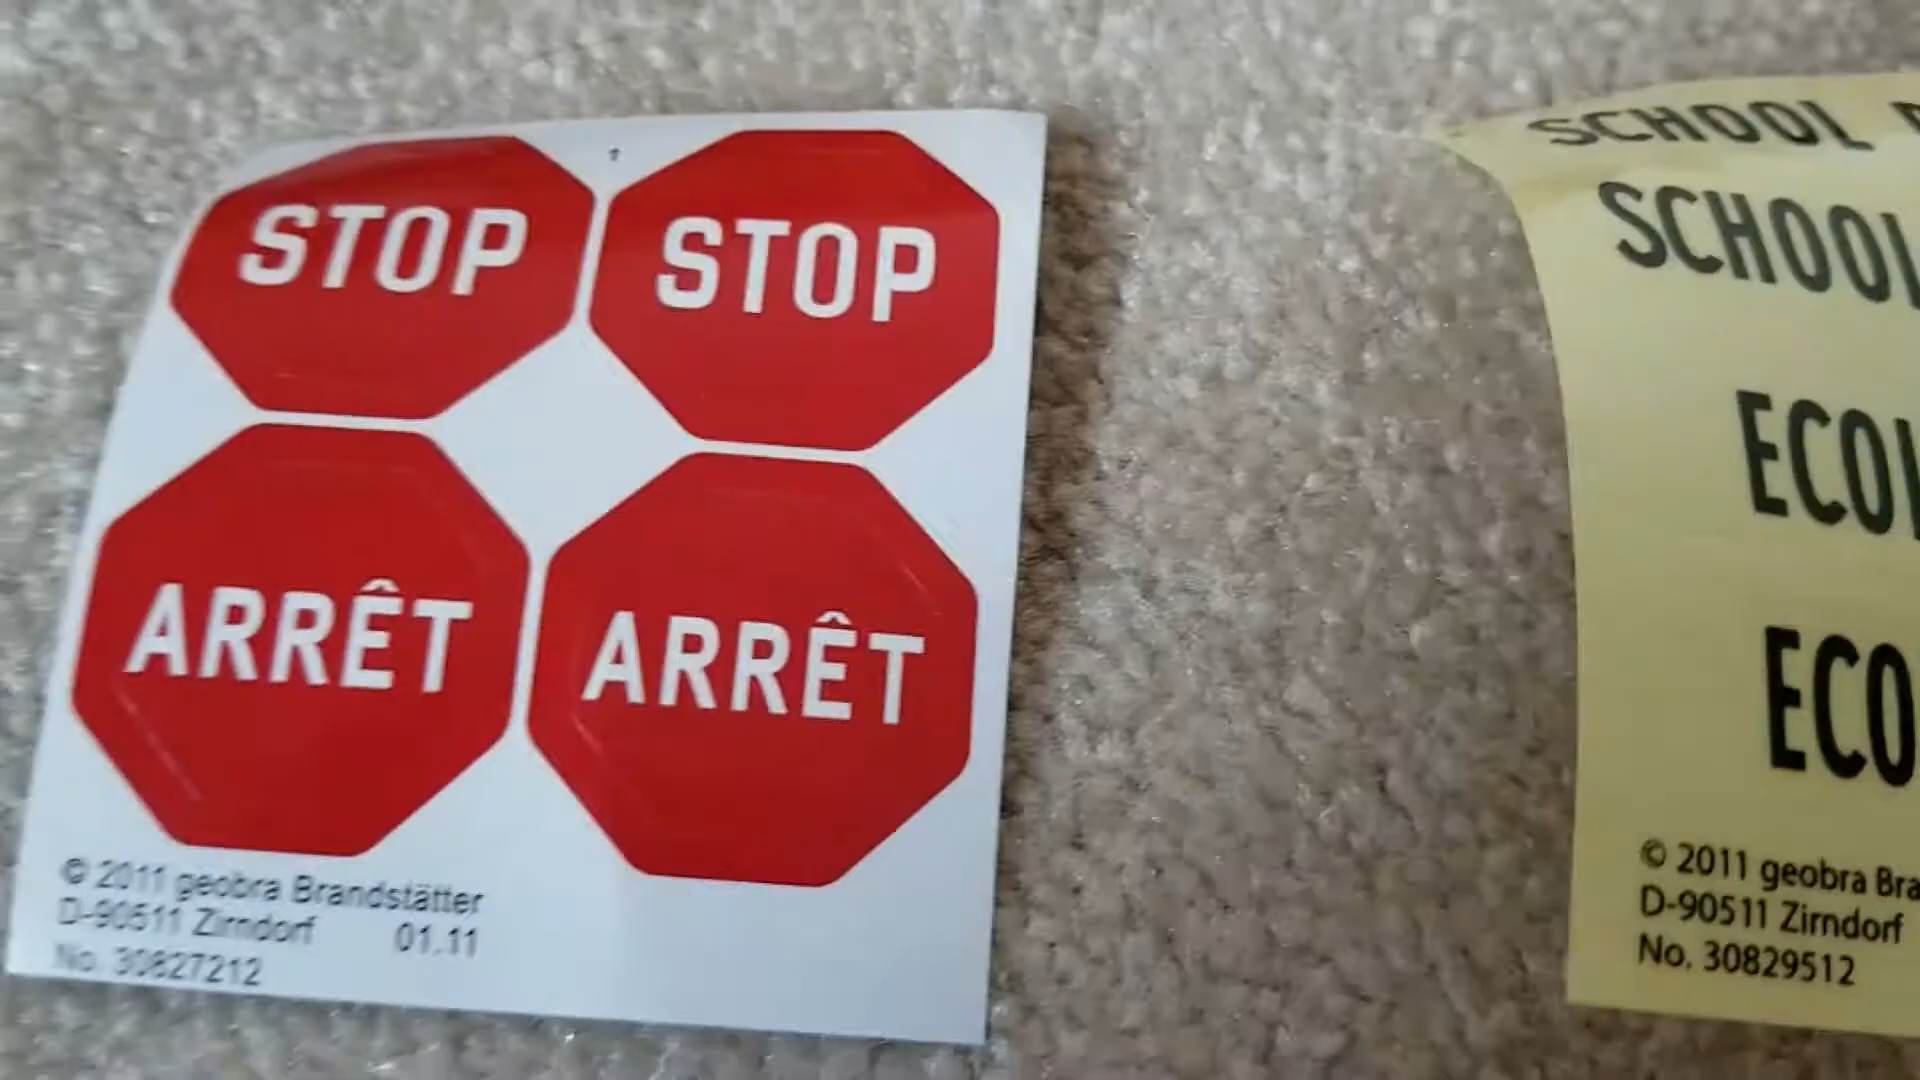 STOP STOP
ARRÊT ARRÊT
© 2011 geobra Brandstätter
D-90511 Zirndorf 01.11
No. 30827212
SCHOOL
SCHOOL
ECOL
ECO
© 2011 geobra Bra
D-90511 Zirndorf
No. 30829512